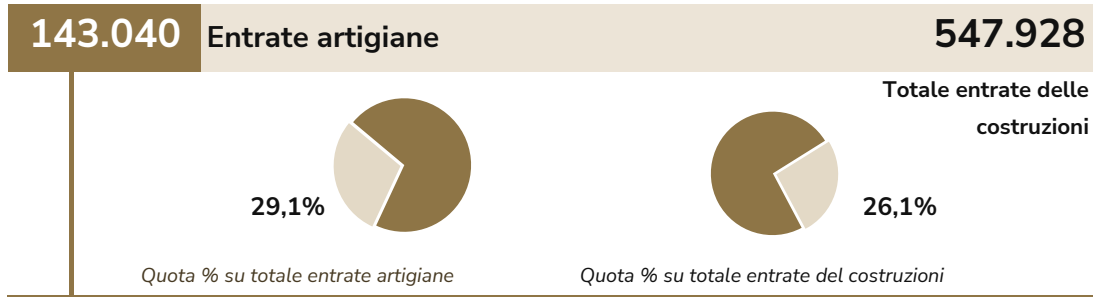 143.040 Entrate artigiane 547.928
Totale entrate delle
costruzioni
29,1% 26,1%
Quota % su totale entrate artigiane Quota % su totale entrate del costruzioni